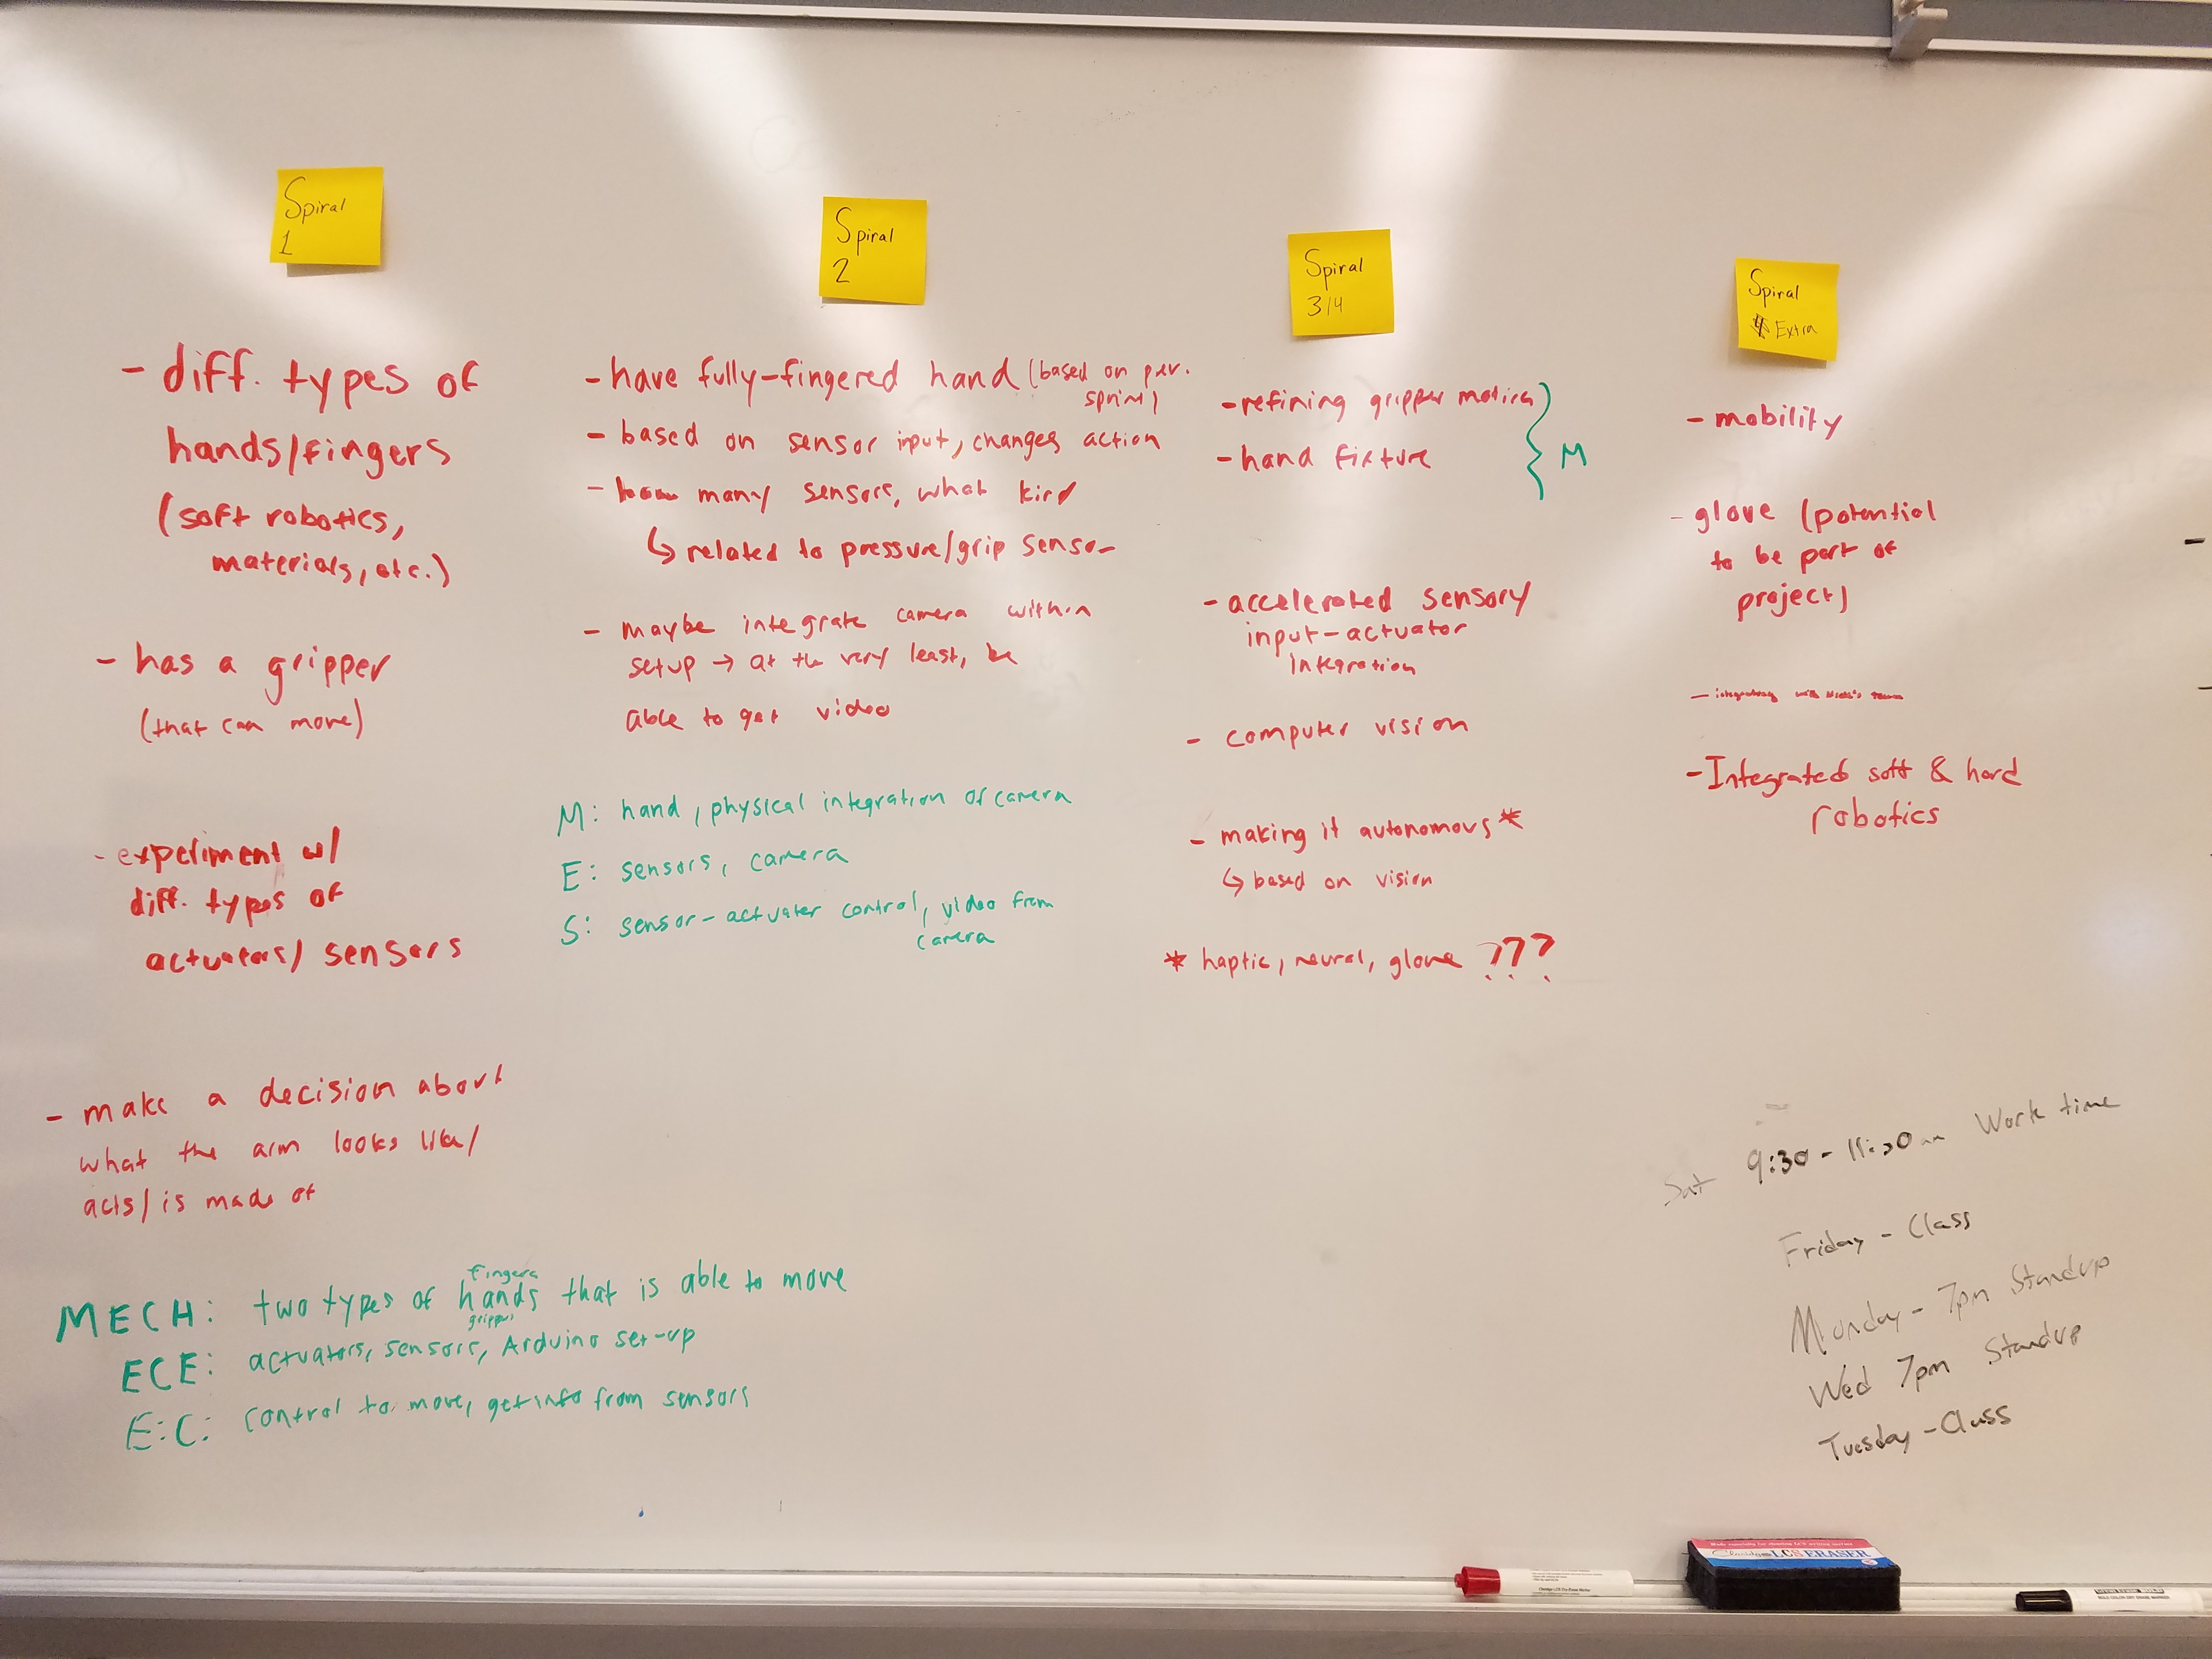 Spiral
1
- diff. types of
hands/fingers
(soft robotics,
materials, etc.)
- has a gripper
(that can move)
- experiment w/
diff. types of
actuators/ sensors
- make a decision about
what the arm looks like/
acts/ is made of
MECH: two types of hands that is able to move
fingers
gripper
ECE: actuators, sensors, Arduino set-up
E:C: control to move, get info from sensors
Spiral
2
- have fully-fingered hand (based on
sprint)
- based on sensor input, changes action
- how many sensors, what kind
↳ related to pressure/grip sensor
- maybe integrate camera within
setup → at the very least, be
able to get video
M: hand, physical integration of camera
E: sensors, camera
S: sensor-actuater control, video from
camera
Spiral
3/4
- refining gripper motion
- hand fixture
M
- accelerated sensory
input-actuator
integration
- computer vision
- making it autonomous*
↳ based on vision
* haptic, neural, glove ???
Spiral
Extra
- mobility
- glove (potential
to be part of
project)
- integrating with team
- Integrated soft & hard
robotics
Sat 9:30 - 11:30am Work time
Friday - Class
Monday - 7pm Standup
Wed 7pm Standup
Tuesday - Class
LCS ERASER